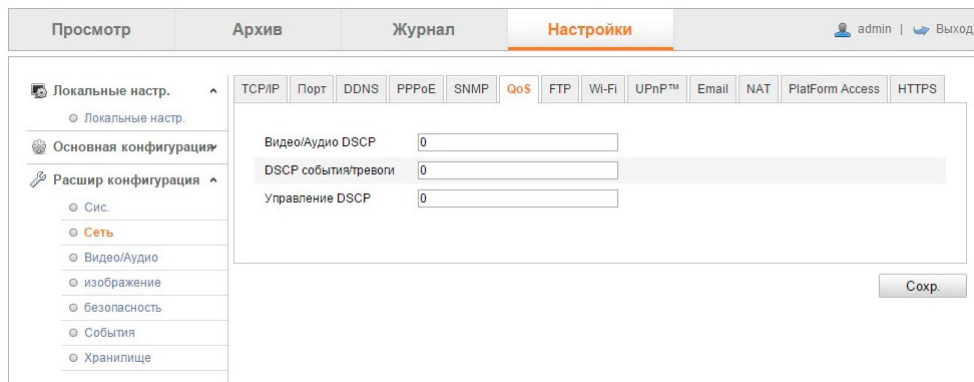 Просмотр Архив Журнал Настройки admin | Выход
Локальные настр.
Локальные настр.
Основная конфигурация
Расшир конфигурация
Сис.
Сеть
Видео/Аудио
изображение
безопасность
События
Хранилище
TCP/IP Порт DDNS PPPoE SNMP QoS FTP Wi-Fi UPnP™ Email NAT PlatForm Access HTTPS
Видео/Аудио DSCP 0
DSCP события/тревоги 0
Управление DSCP 0
Сохр.